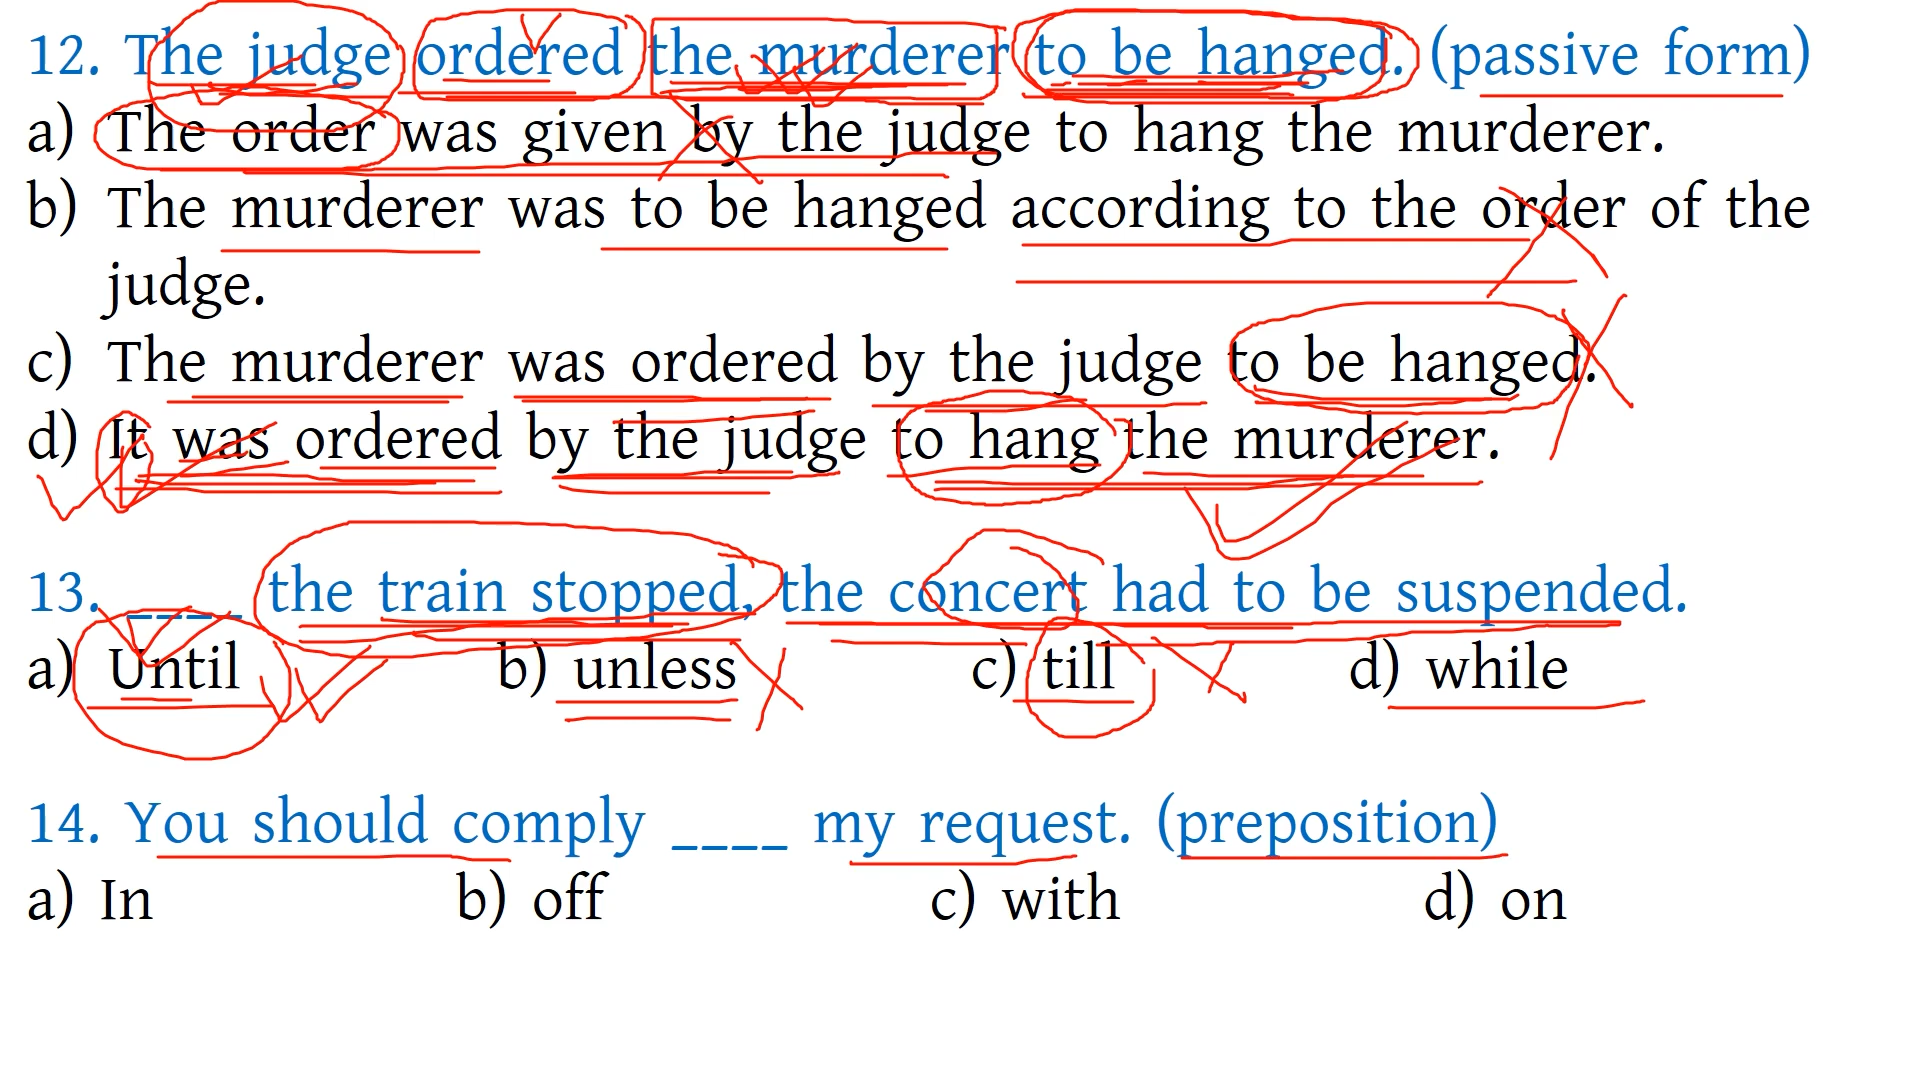 12. The judge ordered the murderer to be hanged. (passive form)
a) The order was given by the judge to hang the murderer.
b) The murderer was to be hanged according to the order of the
judge.
c) The murderer was ordered by the judge to be hanged.
d) It was ordered by the judge to hang the murderer.
13. ____ the train stopped, the concert had to be suspended.
a) Until b) unless c) till d) while
14. You should comply ____ my request. (preposition)
a) In b) off c) with d) on